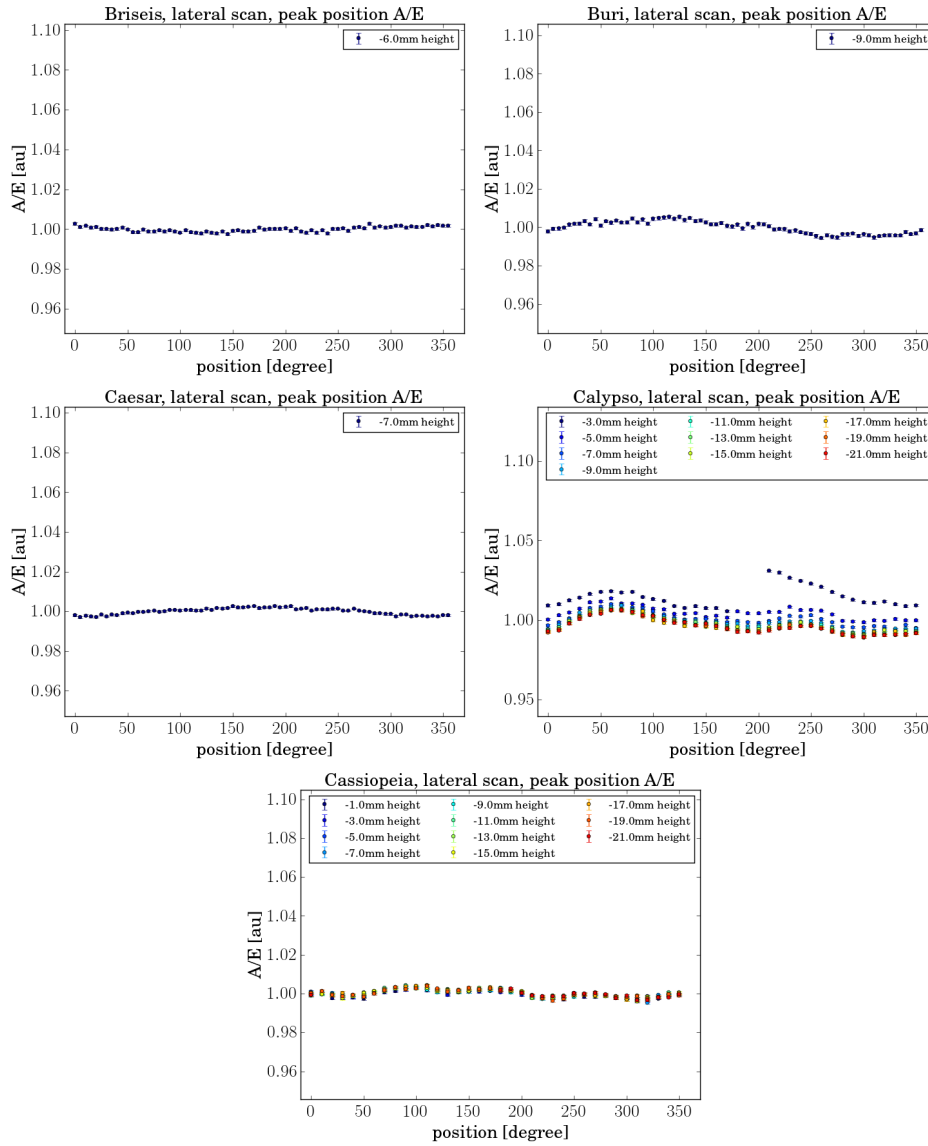 Briseis, lateral scan, peak position A/E
1.10
1.08
1.06
1.04
1.02
1.00
0.98
0.96
A/E [au]
-6.0mm height
0 50 100 150 200 250 300 350
position [degree]
Buri, lateral scan, peak position A/E
1.10
1.08
1.06
1.04
1.02
1.00
0.98
0.96
A/E [au]
-9.0mm height
0 50 100 150 200 250 300 350
position [degree]
Caesar, lateral scan, peak position A/E
1.10
1.08
1.06
1.04
1.02
1.00
0.98
0.96
A/E [au]
-7.0mm height
0 50 100 150 200 250 300 350
position [degree]
Calypso, lateral scan, peak position A/E
-3.0mm height -11.0mm height -17.0mm height
-5.0mm height -13.0mm height -19.0mm height
-7.0mm height -15.0mm height -21.0mm height
-9.0mm height
1.10
1.05
1.00
0.95
A/E [au]
0 50 100 150 200 250 300 350
position [degree]
Cassiopeia, lateral scan, peak position A/E
-1.0mm height -9.0mm height -17.0mm height
-3.0mm height -11.0mm height -19.0mm height
-5.0mm height -13.0mm height -21.0mm height
-7.0mm height -15.0mm height
1.10
1.08
1.06
1.04
1.02
1.00
0.98
0.96
A/E [au]
0 50 100 150 200 250 300 350
position [degree]